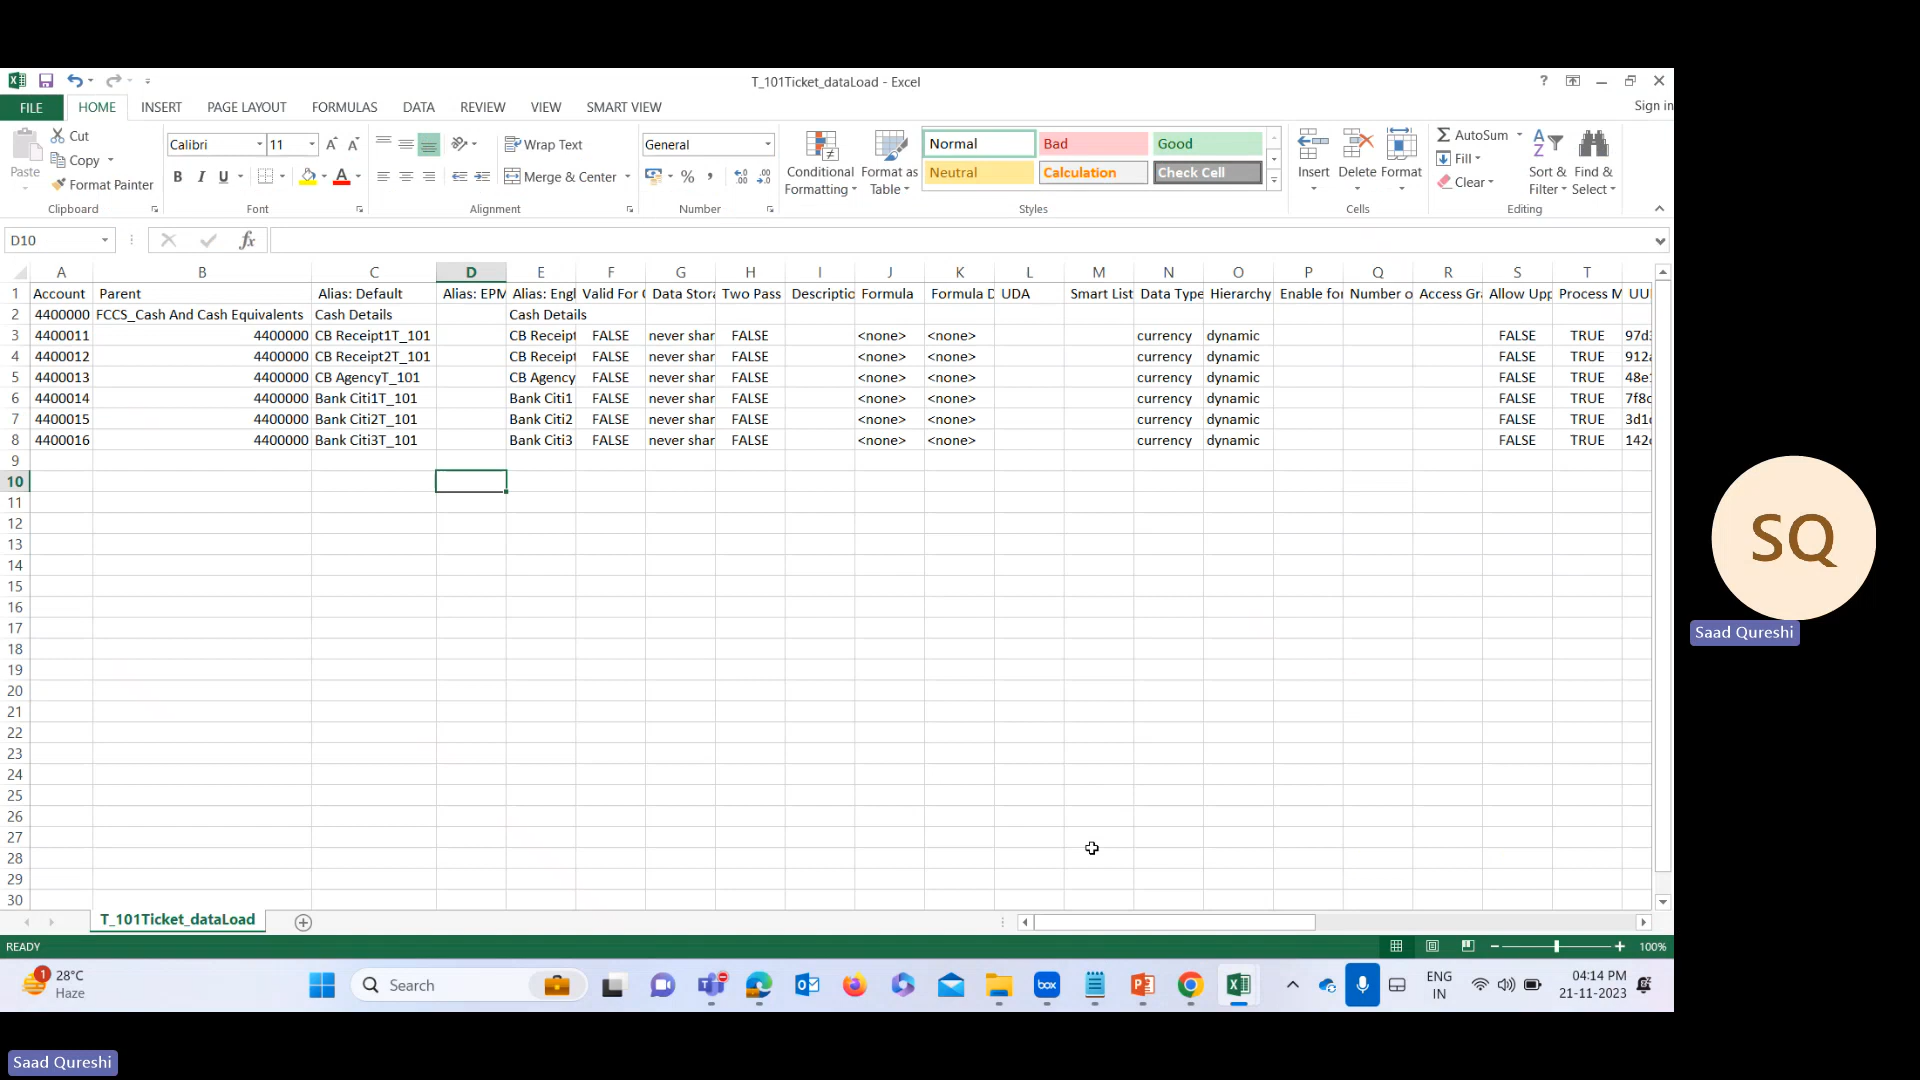 T_101Ticket_dataLoad - Excel
FILE HOME INSERT PAGE LAYOUT FORMULAS DATA REVIEW VIEW SMART VIEW Sign in
Paste Cut Copy Format Painter Clipboard
Calibri 11 B I U Font
Wrap Text Merge & Center Alignment
General % Number
Conditional Formatting Format as Table
Normal Bad Good
Neutral Calculation Check Cell
Styles
Insert Delete Format Cells
AutoSum Fill Clear Sort & Filter Find & Select Editing
D10 fx
A B C D E F G H I J K L M N O P Q R S T
1 Account Parent Alias: Default Alias: EPM Alias: Engl Valid For C Data Stora Two Pass Descriptio Formula Formula D UDA Smart List Data Type Hierarchy Enable for Number o Access Gra Allow Upp Process M UUI
2 4400000 FCCS_Cash And Cash Equivalents Cash Details Cash Details
3 4400011 4400000 CB Receipt1T_101 CB Receipt FALSE never shar FALSE <none> <none> currency dynamic FALSE TRUE 97d
4 4400012 4400000 CB Receipt2T_101 CB Receipt FALSE never shar FALSE <none> <none> currency dynamic FALSE TRUE 912
5 4400013 4400000 CB AgencyT_101 CB Agency FALSE never shar FALSE <none> <none> currency dynamic FALSE TRUE 48e
6 4400014 4400000 Bank Citi1T_101 Bank Citi1 FALSE never shar FALSE <none> <none> currency dynamic FALSE TRUE 7f8
7 4400015 4400000 Bank Citi2T_101 Bank Citi2 FALSE never shar FALSE <none> <none> currency dynamic FALSE TRUE 3d1
8 4400016 4400000 Bank Citi3T_101 Bank Citi3 FALSE never shar FALSE <none> <none> currency dynamic FALSE TRUE 142
9
10
11
12
13
14
15
16
17
18
19
20
21
22
23
24
25
26
27
28
29
30
T_101Ticket_dataLoad
READY 100%
1 28°C
Haze
Search
box
ENG
IN
04:14 PM
21-11-2023
SQ
Saad Qureshi
Saad Qureshi